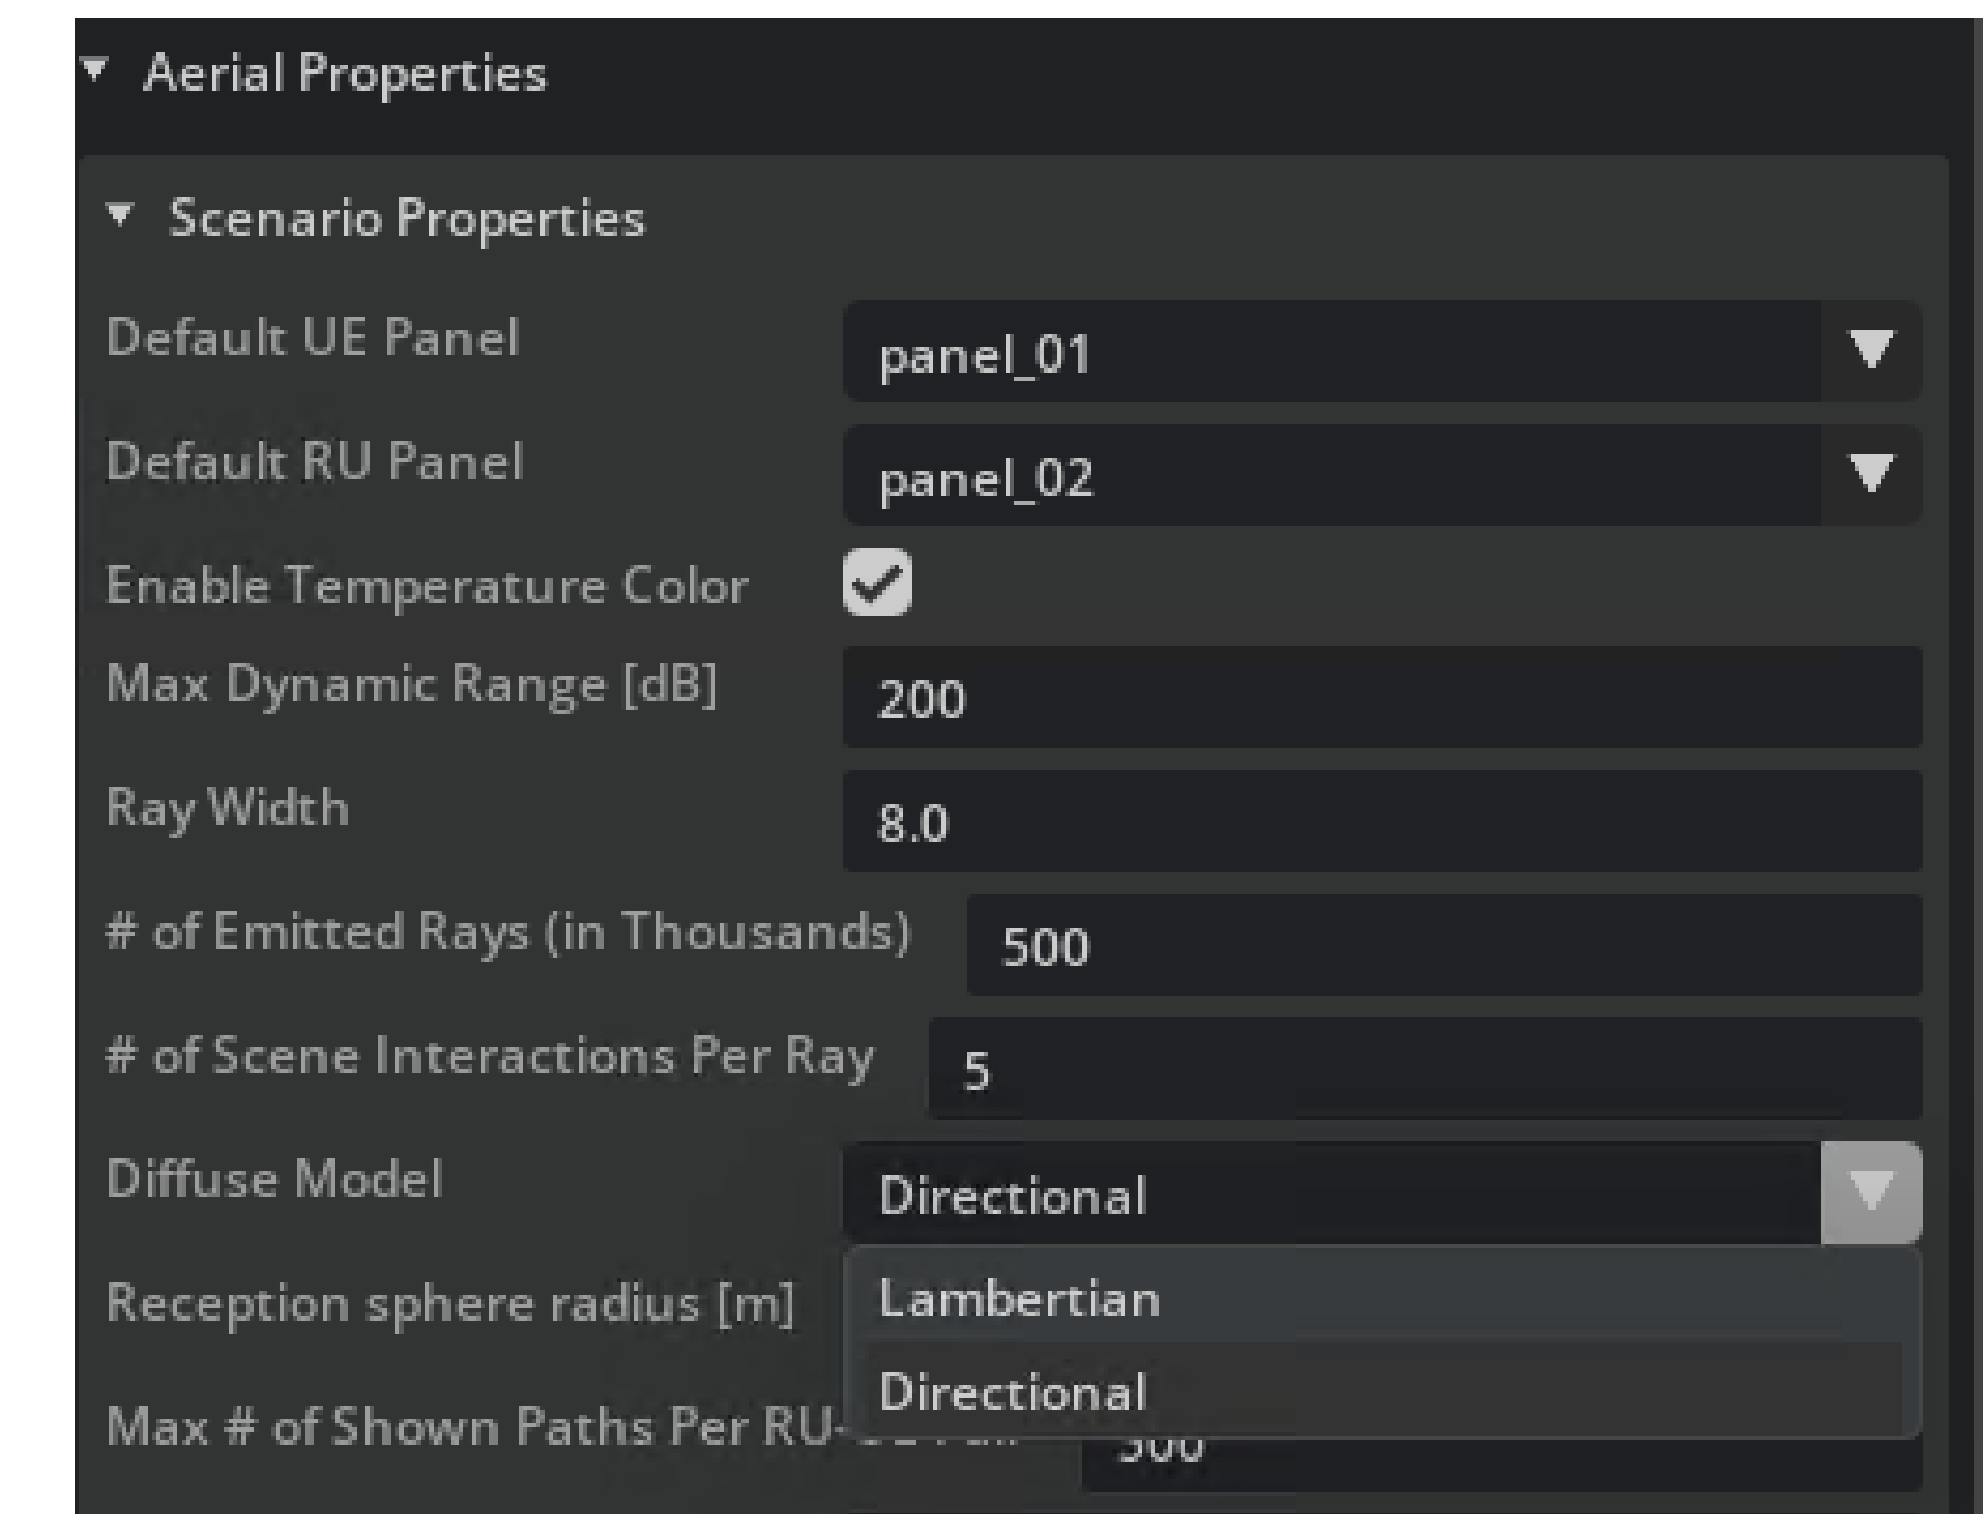 Aerial Properties
Scenario Properties
Default UE Panel panel_01
Default RU Panel panel_02
Enable Temperature Color
Max Dynamic Range [dB] 200
Ray Width 8.0
# of Emitted Rays (in Thousands) 500
# of Scene Interactions Per Ray 5
Diffuse Model Directional
Lambertian
Reception sphere radius [m]
Directional
Max # of Shown Paths Per RU-